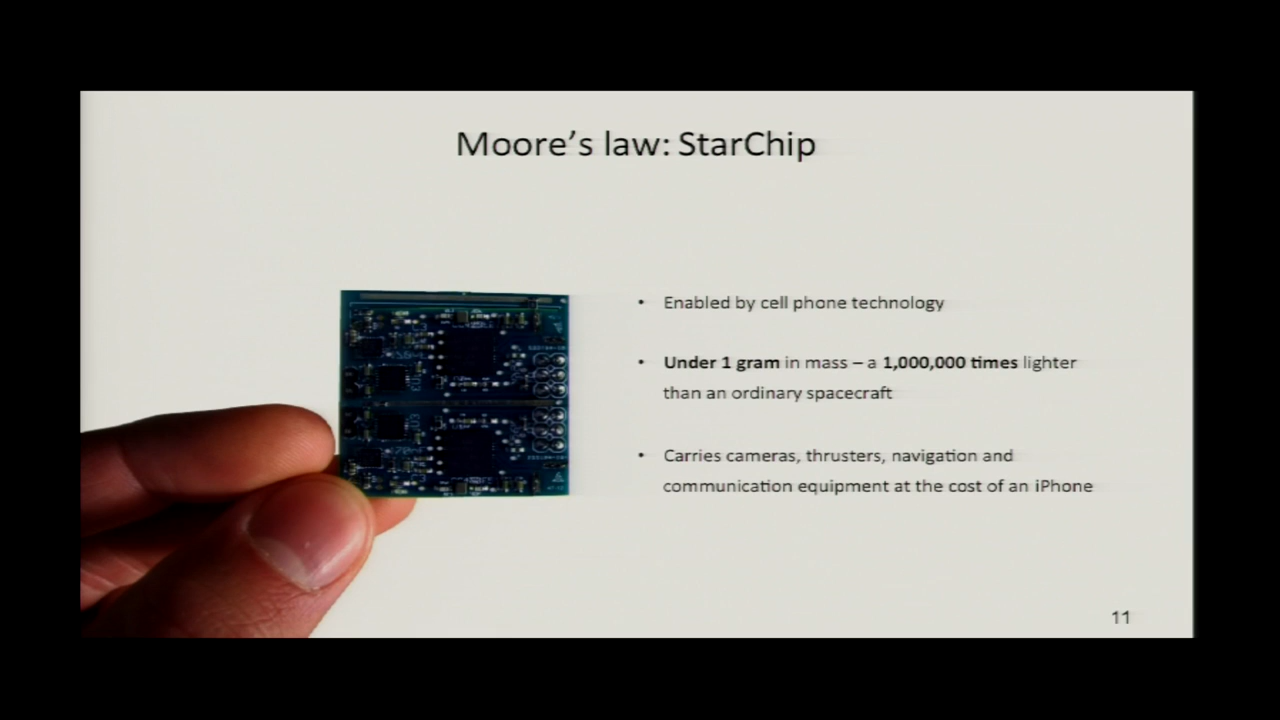 Moore's law: StarChip
• Enabled by cell phone technology
• Under 1 gram in mass – a 1,000,000 times lighter
than an ordinary spacecraft
• Carries cameras, thrusters, navigation and
communication equipment at the cost of an iPhone
11